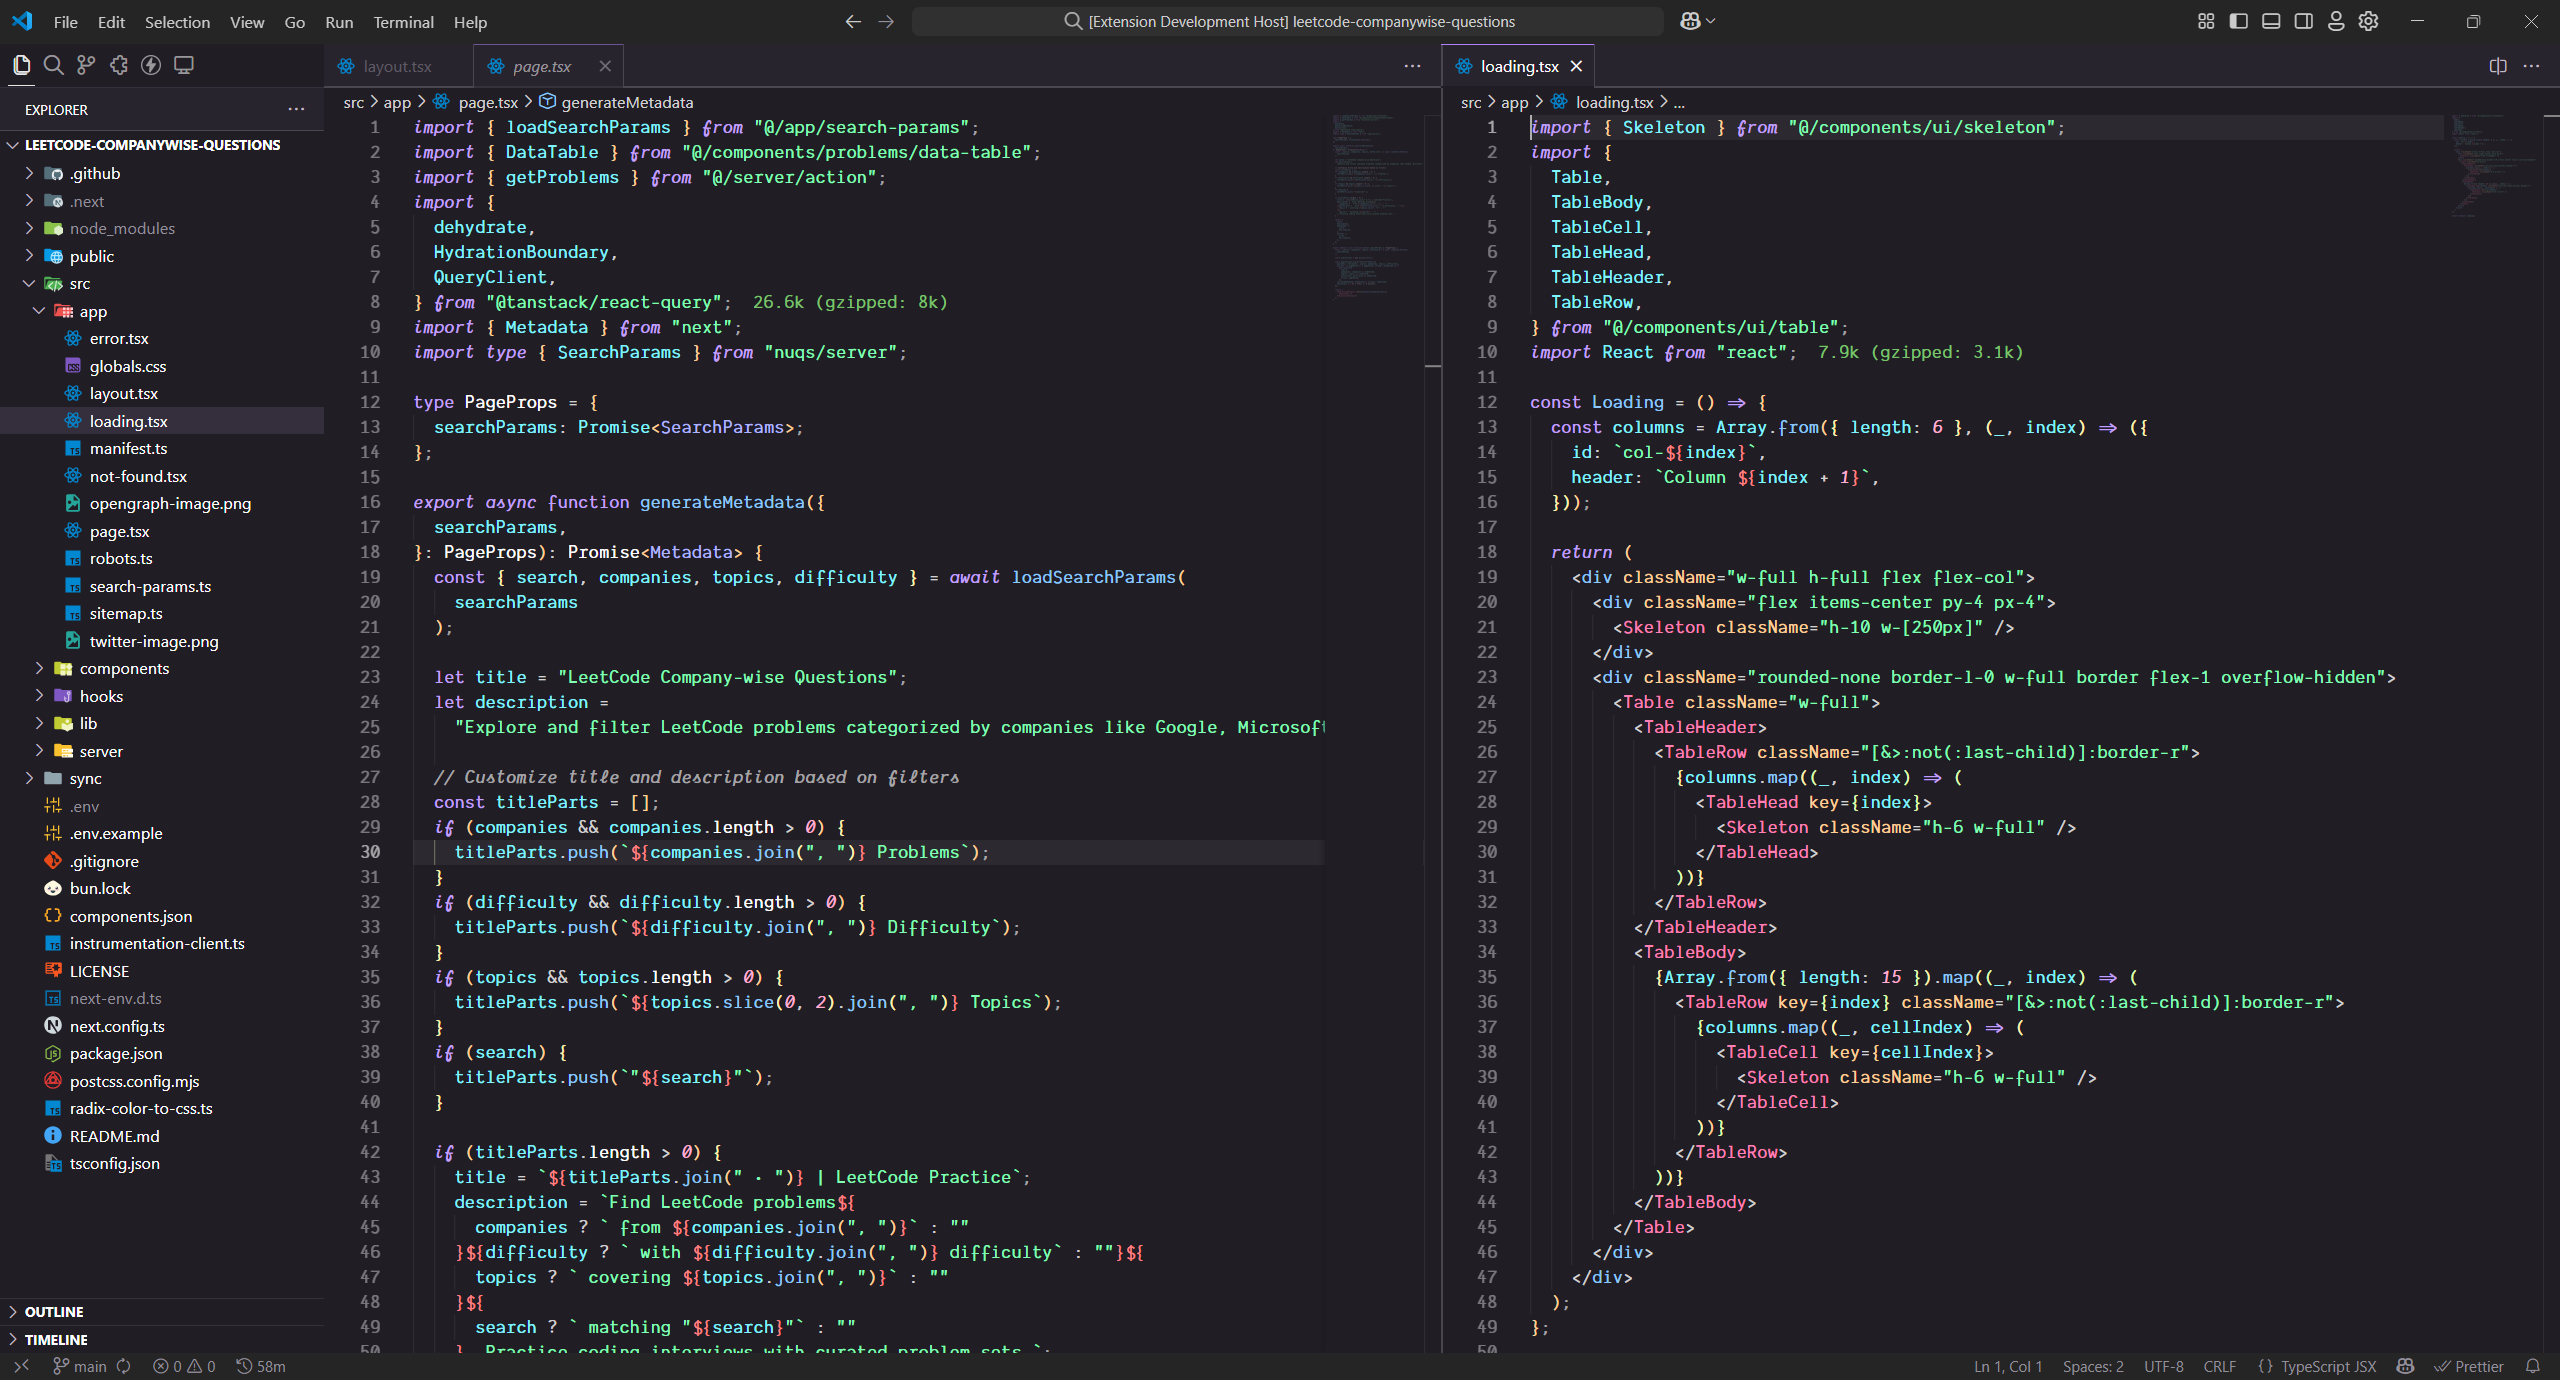 File Edit Selection View Go Run Terminal Help
[Extension Development Host] leetcode-companywise-questions
EXPLORER
LEETCODE-COMPANYWISE-QUESTIONS
.github
.next
node_modules
public
src
app
error.tsx
globals.css
layout.tsx
loading.tsx
manifest.ts
not-found.tsx
opengraph-image.png
page.tsx
robots.ts
search-params.ts
sitemap.ts
twitter-image.png
components
hooks
lib
server
sync
.env
.env.example
.gitignore
bun.lock
components.json
instrumentation-client.ts
LICENSE
next-env.d.ts
next.config.ts
package.json
postcss.config.mjs
radix-color-to-css.ts
README.md
tsconfig.json
OUTLINE
TIMELINE
layout.tsx page.tsx
src > app > page.tsx > generateMetadata
1 import { loadSearchParams } from "@/app/search-params";
2 import { DataTable } from "@/components/problems/data-table";
3 import { getProblems } from "@/server/action";
4 import {
5 dehydrate,
6 HydrationBoundary,
7 QueryClient,
8 } from "@tanstack/react-query"; 26.6k (gzipped: 8k)
9 import { Metadata } from "next";
10 import type { SearchParams } from "nuqs/server";
11
12 type PageProps = {
13 searchParams: Promise<SearchParams>;
14 };
15
16 export async function generateMetadata({
17 searchParams,
18 }: PageProps): Promise<Metadata> {
19 const { search, companies, topics, difficulty } = await loadSearchParams(
20 searchParams
21 );
22
23 let title = "LeetCode Company-wise Questions";
24 let description =
25 "Explore and filter LeetCode problems categorized by companies like Google, Microsoft
26
27 // Customize title and description based on filters
28 const titleParts = [];
29 if (companies && companies.length > 0) {
30 titleParts.push(`${companies.join(", ")} Problems`);
31 }
32 if (difficulty && difficulty.length > 0) {
33 titleParts.push(`${difficulty.join(", ")} Difficulty`);
34 }
35 if (topics && topics.length > 0) {
36 titleParts.push(`${topics.slice(0, 2).join(", ")} Topics`);
37 }
38 if (search) {
39 titleParts.push(`"${search}"`);
40 }
41
42 if (titleParts.length > 0) {
43 title = `${titleParts.join(" · ")} | LeetCode Practice`;
44 description = `Find LeetCode problems${
45 companies ? ` from ${companies.join(", ")}` : ""
46 }${difficulty ? ` with ${difficulty.join(", ")} difficulty` : ""}${
47 topics ? ` covering ${topics.join(", ")}` : ""
48 }${
49 search ? ` matching "${search}"` : ""
50 }. Practice coding interviews with curated problem sets.`;
loading.tsx
src > app > loading.tsx > ...
1 import { Skeleton } from "@/components/ui/skeleton";
2 import {
3 Table,
4 TableBody,
5 TableCell,
6 TableHead,
7 TableHeader,
8 TableRow,
9 } from "@/components/ui/table";
10 import React from "react"; 7.9k (gzipped: 3.1k)
11
12 const Loading = () => {
13 const columns = Array.from({ length: 6 }, (_, index) => ({
14 id: `col-${index}`,
15 header: `Column ${index + 1}`,
16 }));
17
18 return (
19 <div className="w-full h-full flex flex-col">
20 <div className="flex items-center py-4 px-4">
21 <Skeleton className="h-10 w-[250px]" />
22 </div>
23 <div className="rounded-none border-l-0 w-full border flex-1 overflow-hidden">
24 <Table className="w-full">
25 <TableHeader>
26 <TableRow className="[&>:not(:last-child)]:border-r">
27 {columns.map((_, index) => (
28 <TableHead key={index}>
29 <Skeleton className="h-6 w-full" />
30 </TableHead>
31 ))}
32 </TableRow>
33 </TableHeader>
34 <TableBody>
35 {Array.from({ length: 15 }).map((_, index) => (
36 <TableRow key={index} className="[&>:not(:last-child)]:border-r">
37 {columns.map((_, cellIndex) => (
38 <TableCell key={cellIndex}>
39 <Skeleton className="h-6 w-full" />
40 </TableCell>
41 ))}
42 </TableRow>
43 ))}
44 </TableBody>
45 </Table>
46 </div>
47 </div>
48 );
49 };
50
main 0 0 58m
Ln 1, Col 1 Spaces: 2 UTF-8 CRLF {} TypeScript JSX Prettier